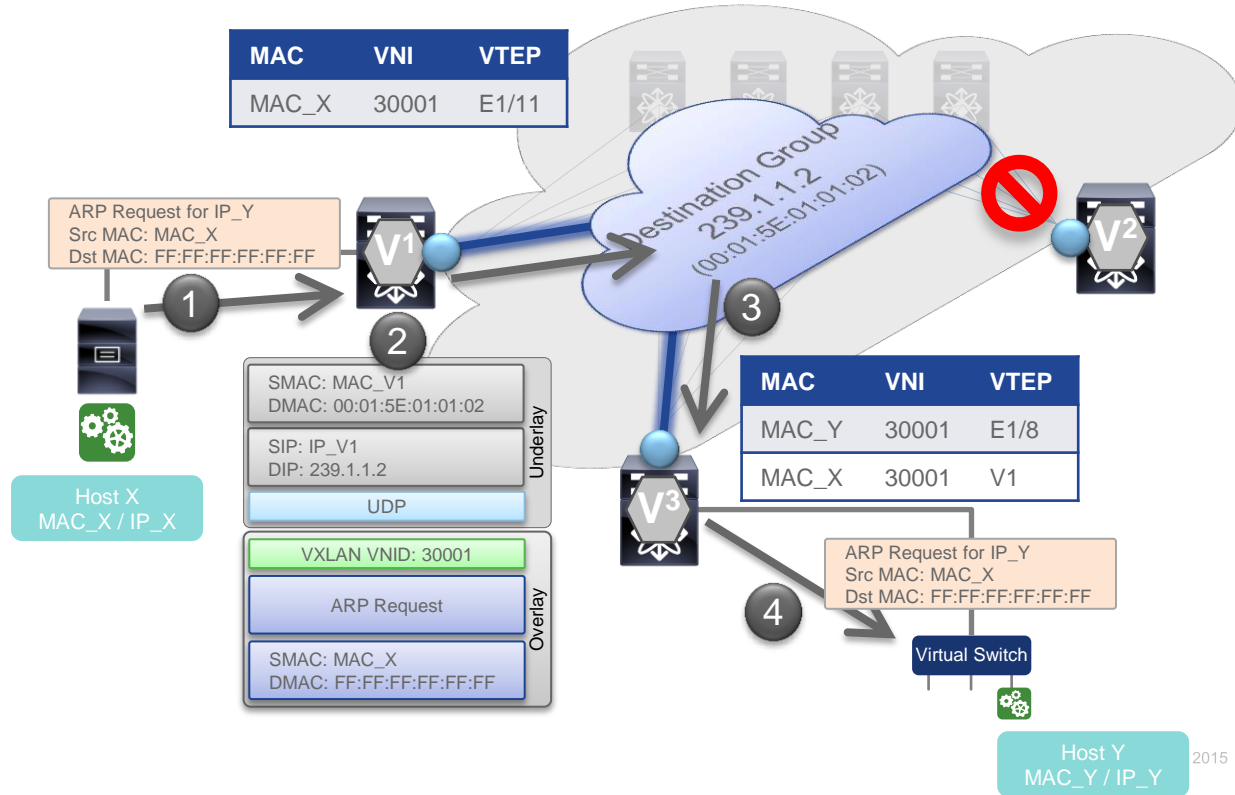 MAC VNI VTEP
MAC_X 30001 E1/11
Destination Group
239.1.1.2
(00:01:5E:01:01:02)
ARP Request for IP_Y
Src MAC: MAC_X
Dst MAC: FF:FF:FF:FF:FF:FF
V1
V2
1
2
3
Host X
MAC_X / IP_X
SMAC: MAC_V1
DMAC: 00:01:5E:01:01:02
SIP: IP_V1
DIP: 239.1.1.2
UDP
Underlay
VXLAN VNID: 30001
ARP Request
SMAC: MAC_X
DMAC: FF:FF:FF:FF:FF:FF
Overlay
MAC VNI VTEP
MAC_Y 30001 E1/8
MAC_X 30001 V1
V3
4
ARP Request for IP_Y
Src MAC: MAC_X
Dst MAC: FF:FF:FF:FF:FF:FF
Virtual Switch
Host Y
MAC_Y / IP_Y
2015